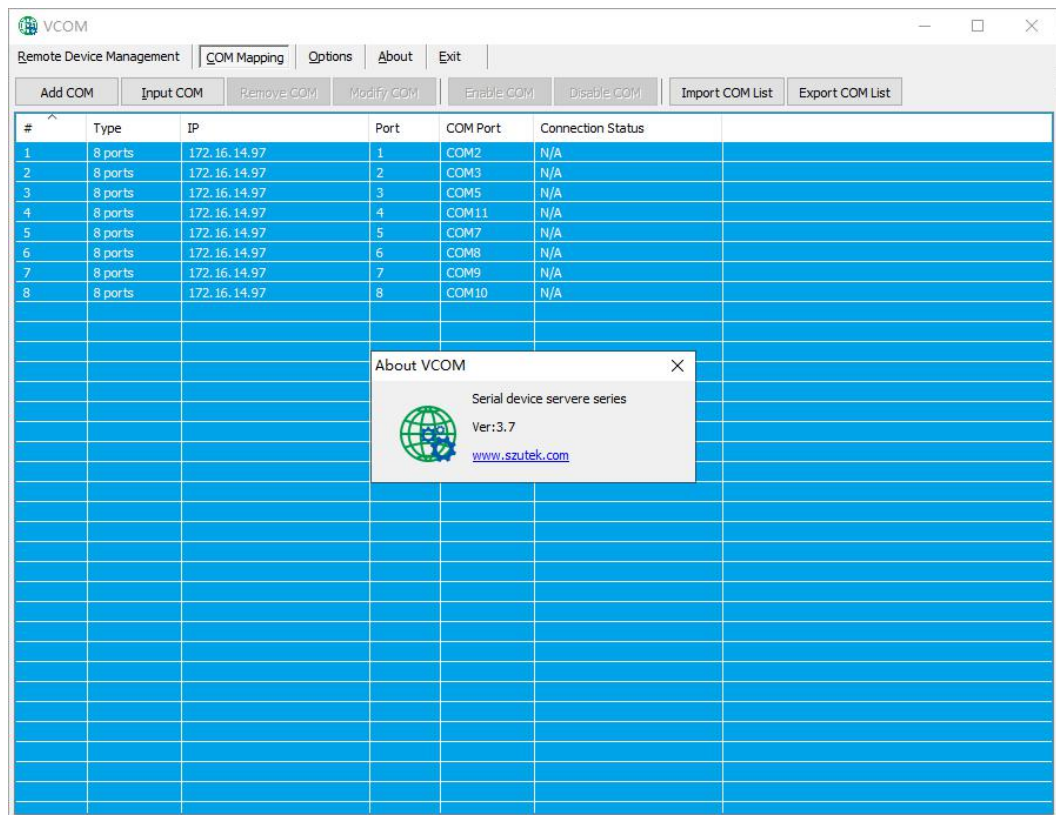 VCOM
Remote Device Management COM Mapping Options About Exit
Add COM Input COM Remove COM Modify COM Enable COM Disable COM Import COM List Export COM List
# Type IP Port COM Port Connection Status
1 8 ports 172.16.14.97 1 COM2 N/A
2 8 ports 172.16.14.97 2 COM3 N/A
3 8 ports 172.16.14.97 3 COM5 N/A
4 8 ports 172.16.14.97 4 COM11 N/A
5 8 ports 172.16.14.97 5 COM7 N/A
6 8 ports 172.16.14.97 6 COM8 N/A
7 8 ports 172.16.14.97 7 COM9 N/A
8 8 ports 172.16.14.97 8 COM10 N/A
About VCOM
Serial device servere series
Ver:3.7
www.szutek.com